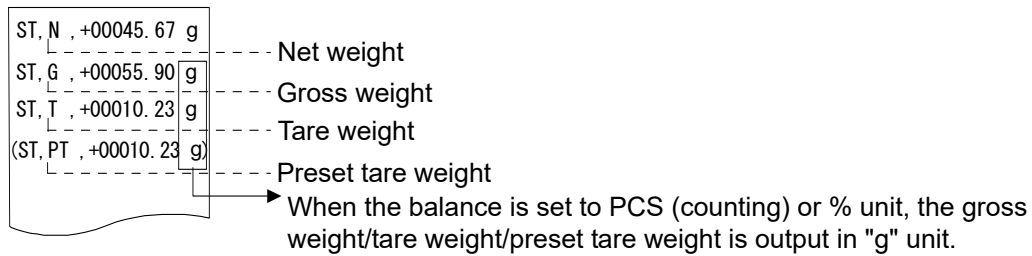 ST, N , +00045. 67 g
Net weight
ST, G , +00055. 90 g
Gross weight
ST, T , +00010. 23 g
Tare weight
(ST, PT , +00010. 23 g)
Preset tare weight
When the balance is set to PCS (counting) or % unit, the gross
weight/tare weight/preset tare weight is output in "g" unit.